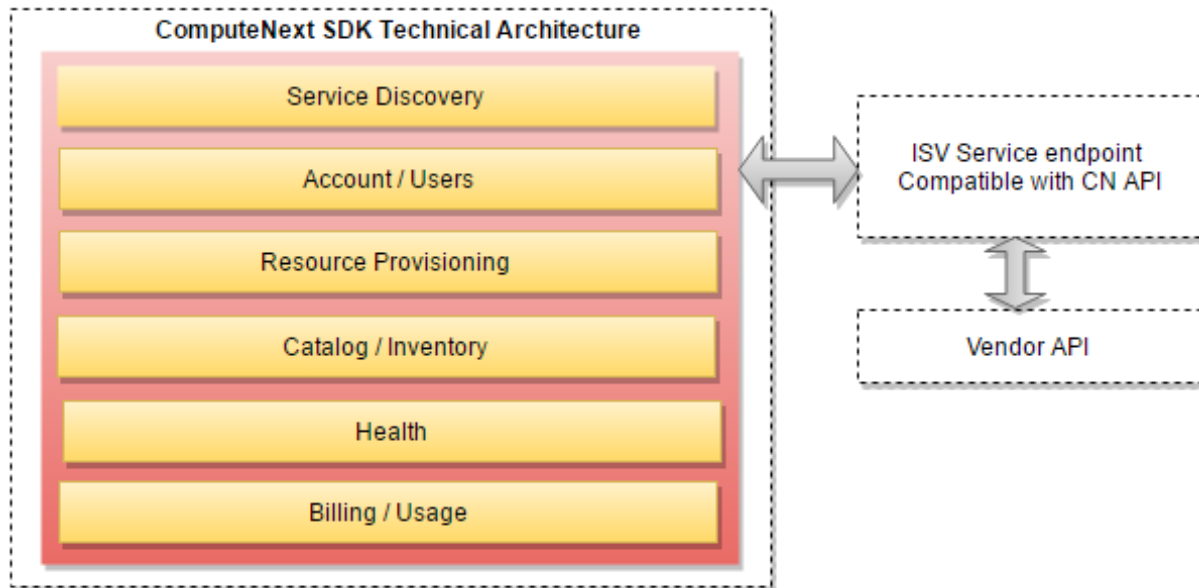 ComputeNext SDK Technical Architecture
Service Discovery
Account / Users
Resource Provisioning
Catalog / Inventory
Health
Billing / Usage
ISV Service endpoint
Compatible with CN API
Vendor API